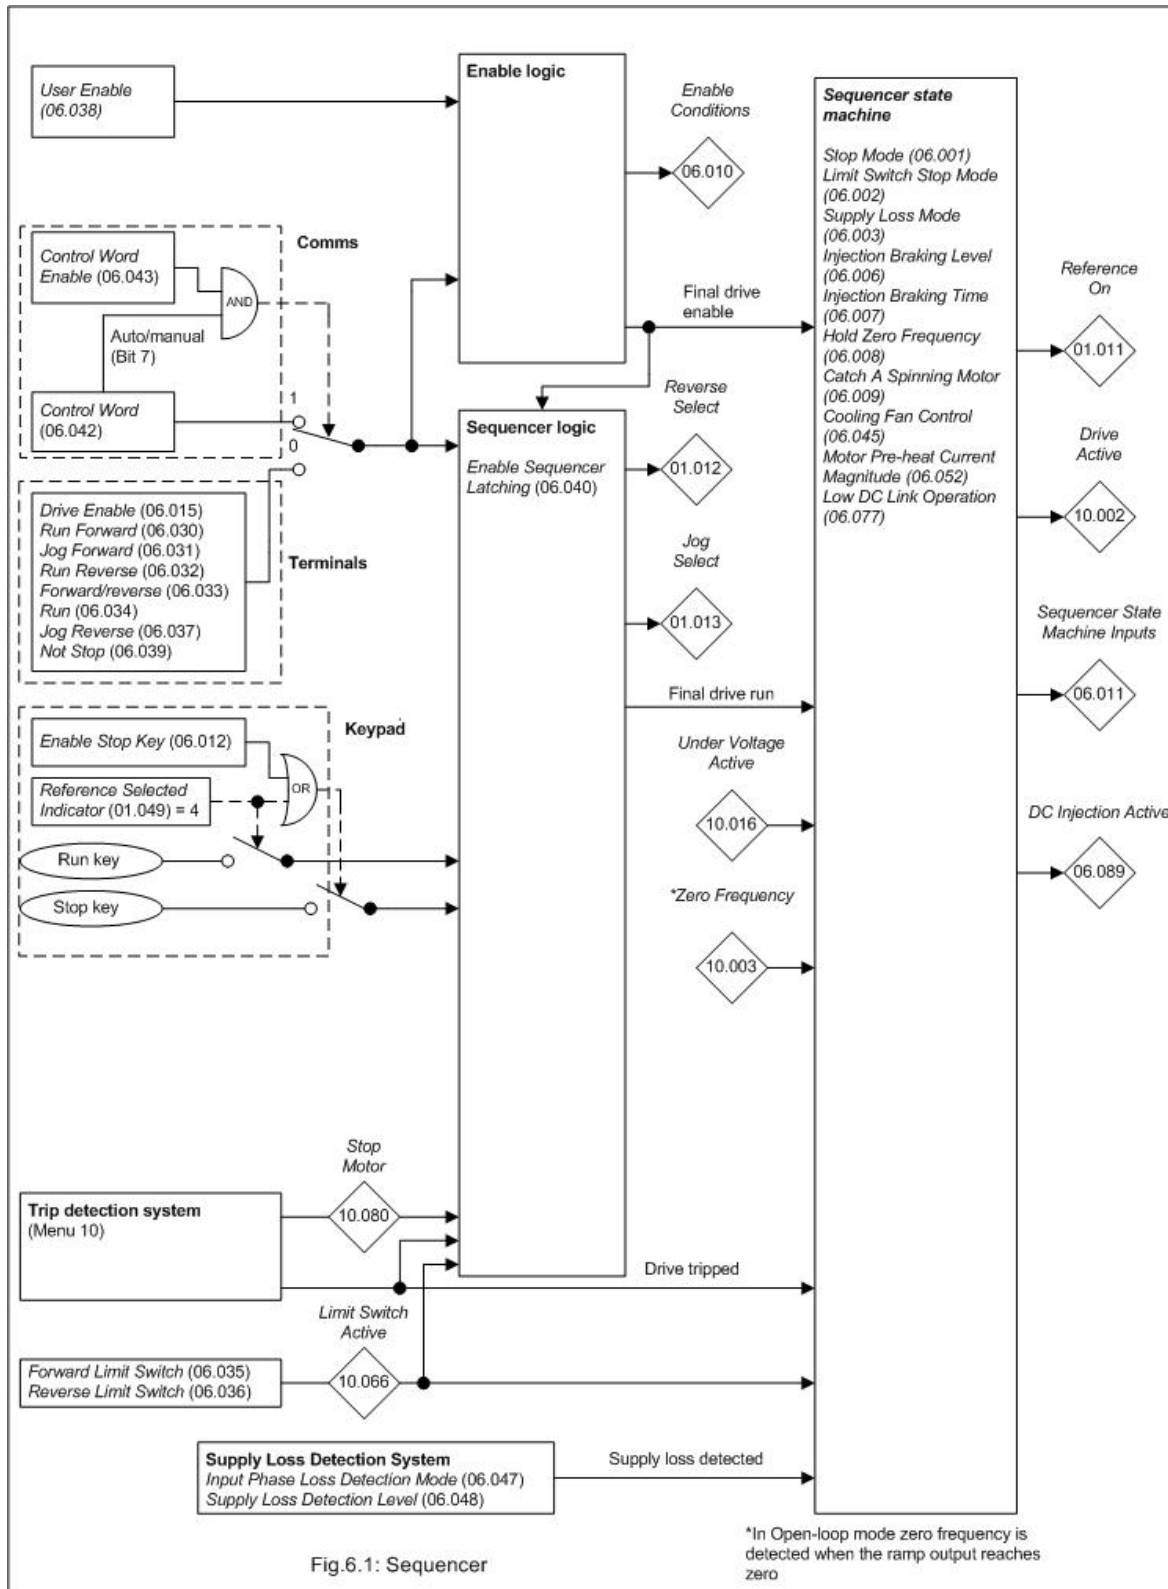 User Enable
(06.038)
Enable logic
Enable
Conditions
06.010
Sequencer state
machine
Stop Mode (06.001)
Limit Switch Stop Mode
(06.002)
Supply Loss Mode
(06.003)
Injection Braking Level
(06.006)
Injection Braking Time
(06.007)
Hold Zero Frequency
(06.008)
Catch A Spinning Motor
(06.009)
Cooling Fan Control
(06.045)
Motor Pre-heat Current
Magnitude (06.052)
Low DC Link Operation
(06.077)
Comms
Control Word
Enable (06.043)
AND
Auto/manual
(Bit 7)
Control Word
(06.042)
1
0
Final drive
enable
Reference
On
01.011
Sequencer logic
Enable Sequencer
Latching (06.040)
Reverse
Select
01.012
Drive
Active
10.002
Drive Enable (06.015)
Run Forward (06.030)
Jog Forward (06.031)
Run Reverse (06.032)
Forward/reverse (06.033)
Run (06.034)
Jog Reverse (06.037)
Not Stop (06.039)
Terminals
Jog
Select
01.013
Sequencer State
Machine Inputs
06.011
Final drive run
Keypad
Enable Stop Key (06.012)
Reference Selected
Indicator (01.049) = 4
OR
Run key
Stop key
Under Voltage
Active
10.016
DC Injection Active
06.089
*Zero Frequency
10.003
Stop
Motor
10.080
Trip detection system
(Menu 10)
Drive tripped
Limit Switch
Active
10.066
Forward Limit Switch (06.035)
Reverse Limit Switch (06.036)
Supply Loss Detection System
Input Phase Loss Detection Mode (06.047)
Supply Loss Detection Level (06.048)
Supply loss detected
*In Open-loop mode zero frequency is
detected when the ramp output reaches
zero
Fig.6.1: Sequencer